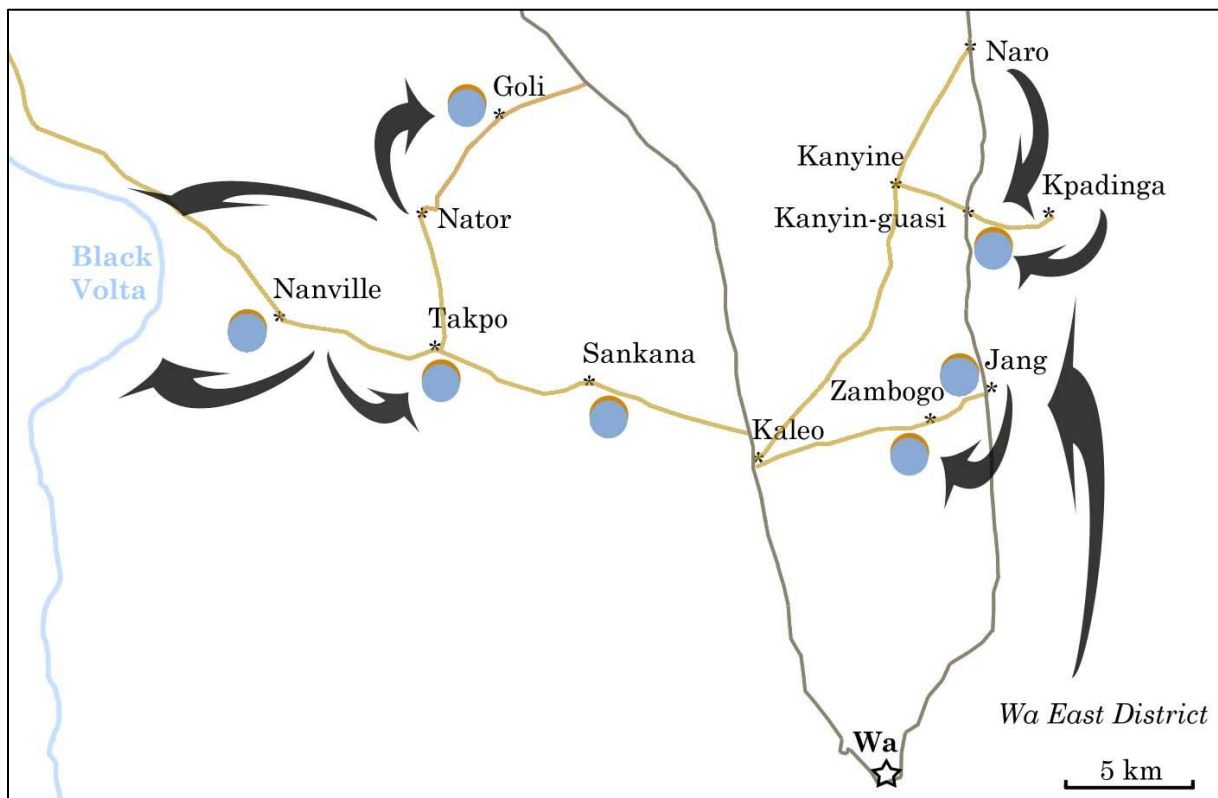 Naro
Goli
Kanyine
Kpadinga
Nator
Kanyin-guasi
Black
Volta
Nanville
Takpo
Sankana
Jang
Zambogo
Kaleo
Wa East District
Wa
5 km